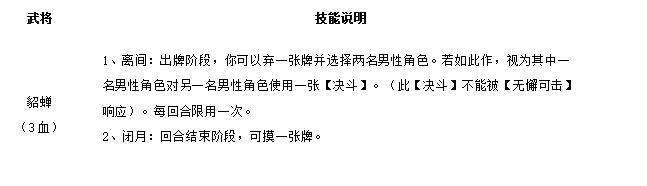 武将 技能说明
1、离间：出牌阶段，你可以弃一张牌并选择两名男性角色。若如此作，视为其中一
名男性角色对另一名男性角色使用一张【决斗】。（此【决斗】不能被【无懈可击】
响应）。每回合限用一次。
貂蝉
（3血）
2、闭月：回合结束阶段，可摸一张牌。